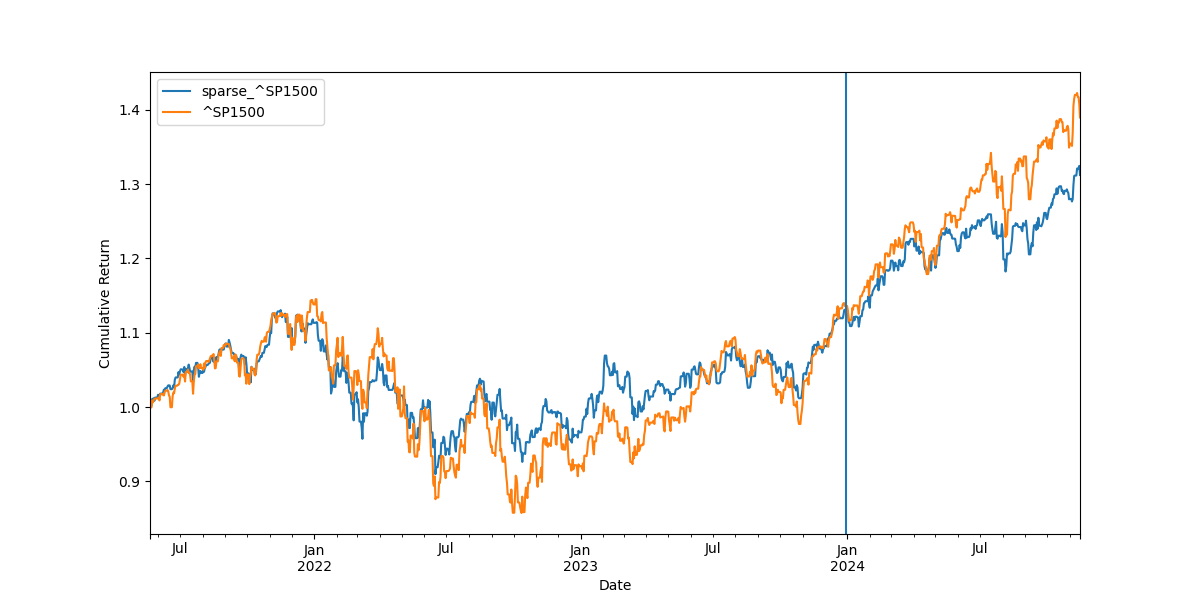 sparse_^SP1500
^SP1500
1.4
1.3
1.2
1.1
1.0
0.9
Cumulative Return
Jul
Jan
2022
Jul
Jan
2023
Jul
Jan
2024
Jul
Date